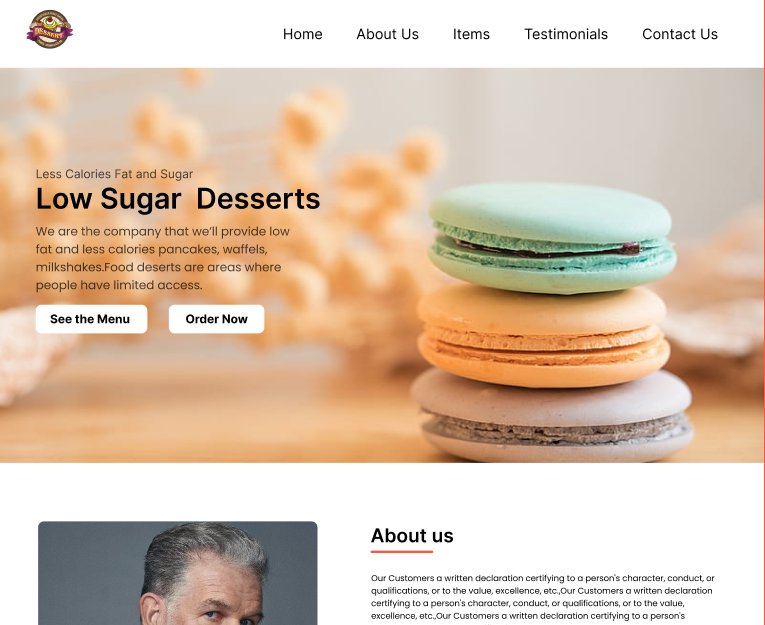 DESSERT
Home About Us Items Testimonials Contact Us
Less Calories Fat and Sugar
Low Sugar Desserts
We are the company that we'll provide low
fat and less calories pancakes, waffels,
milkshakes.Food deserts are areas where
people have limited access.
See the Menu Order Now
About us
Our Customers a written declaration certifying to a person's character, conduct, or
qualifications, or to the value, excellence, etc.,Our Customers a written declaration
certifying to a person's character, conduct, or qualifications, or to the value,
excellence, etc.,Our Customers a written declaration certifying to a person's